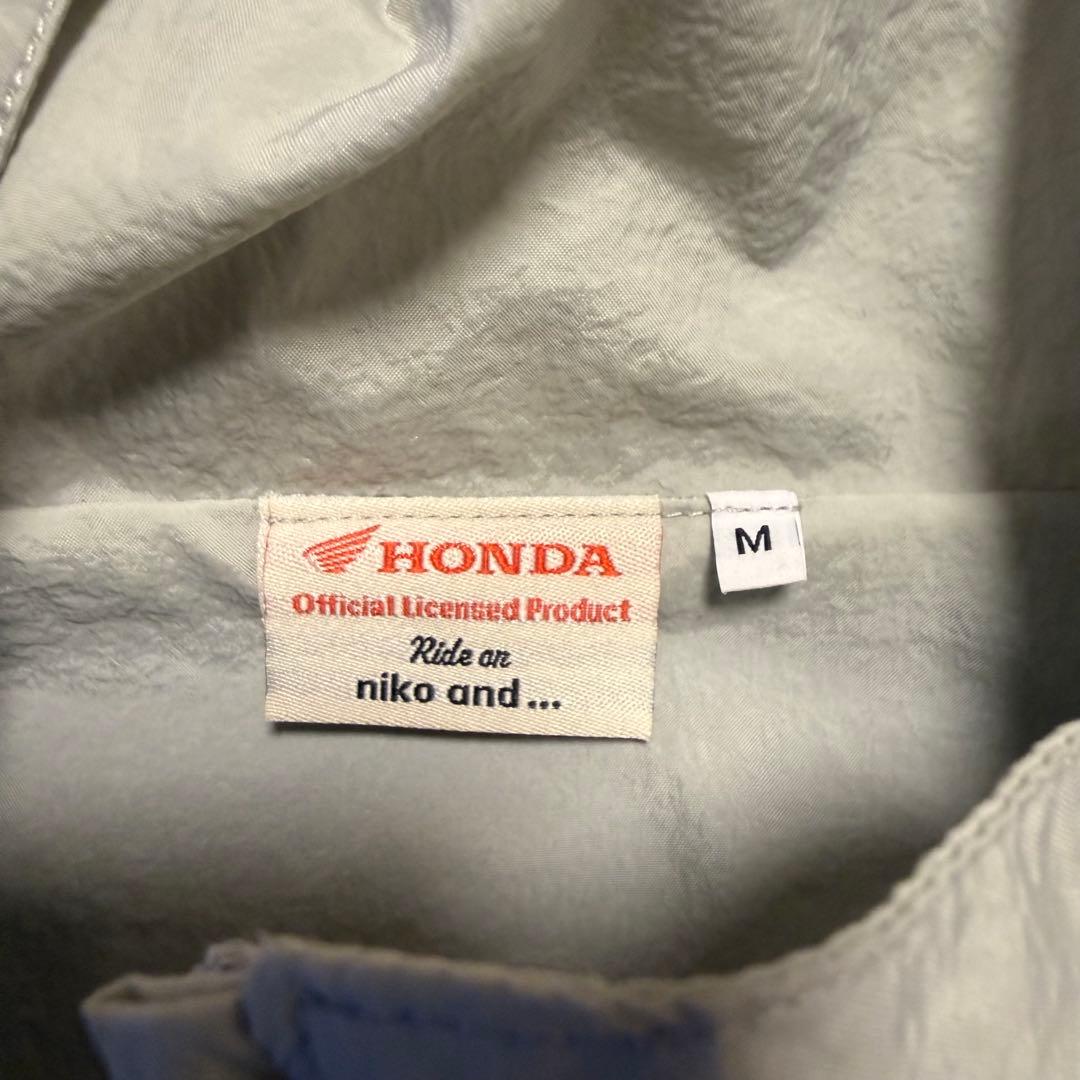 HONDA
Official Licensed Product
Ride on
niko and...
M